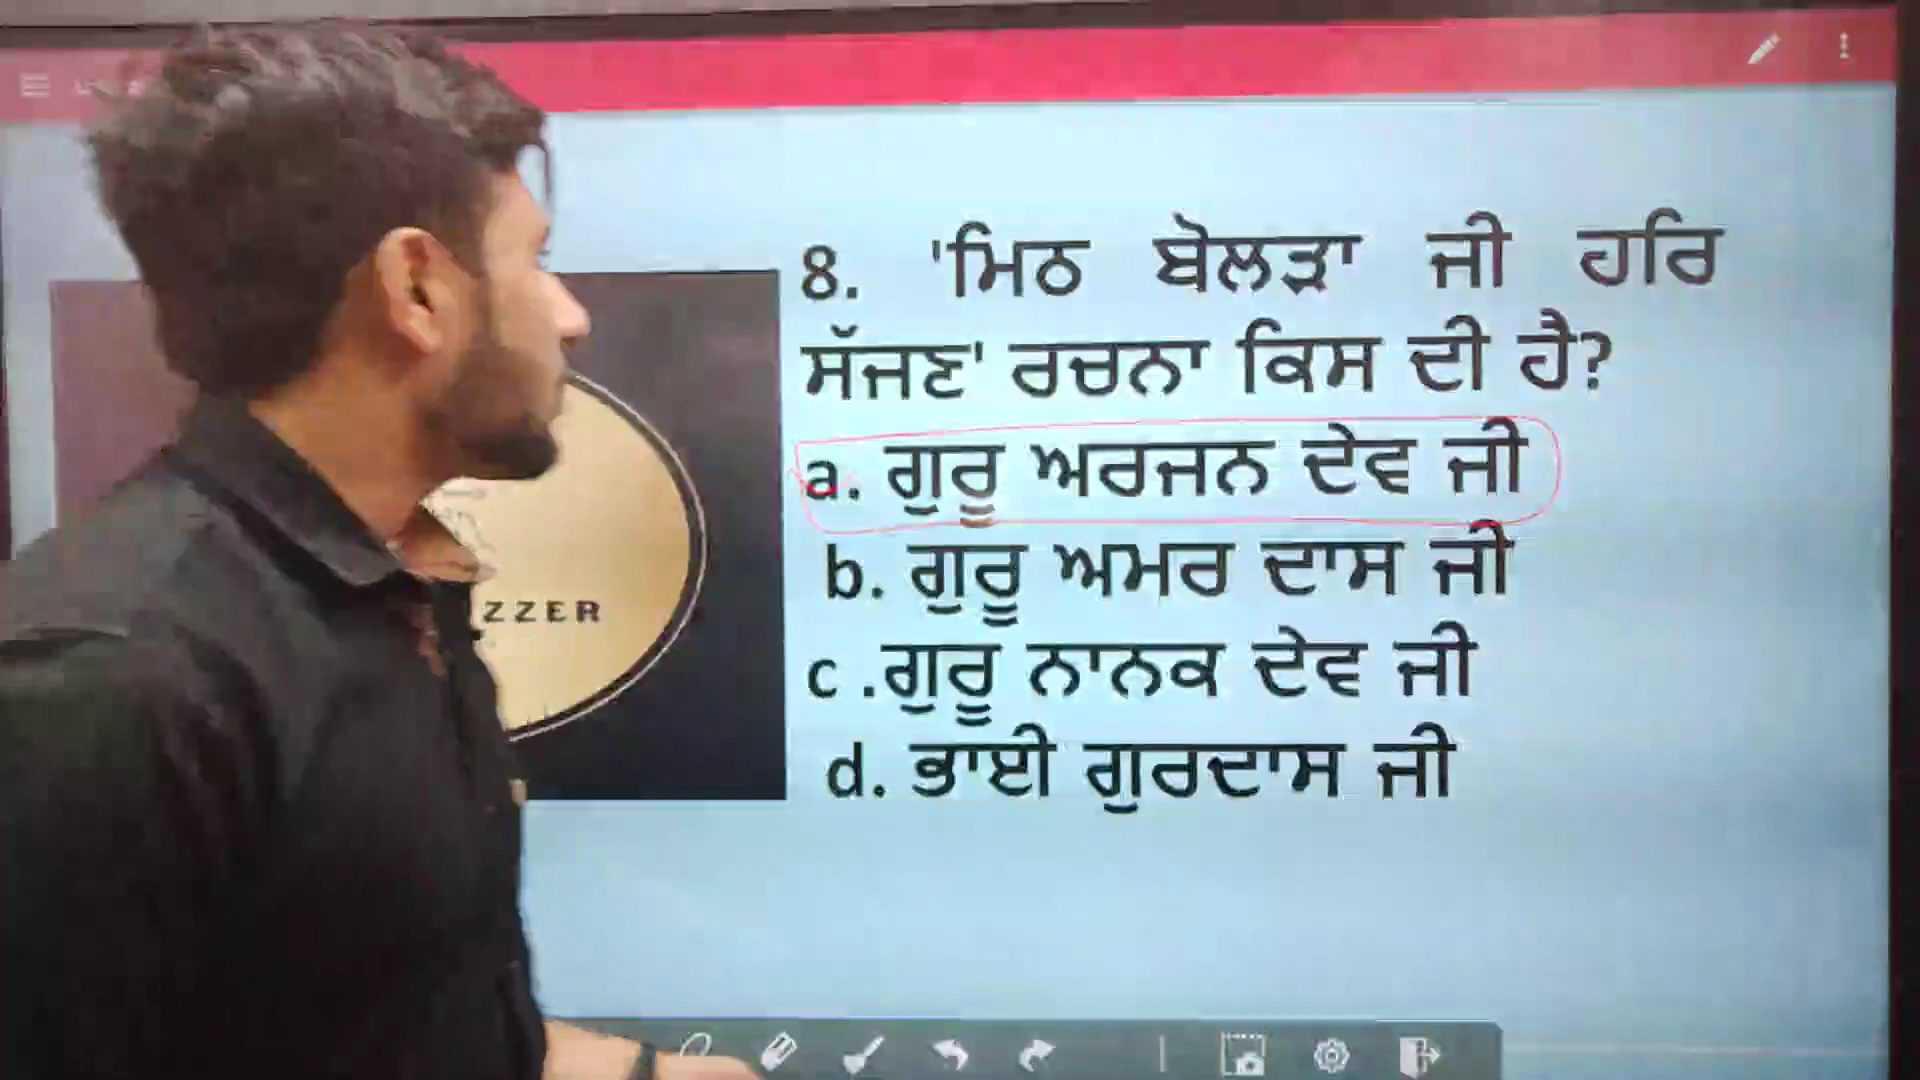 8. 'ਮਿਠ ਬੋਲੜਾ ਜੀ ਹਰਿ
ਸੱਜਣ' ਰਚਨਾ ਕਿਸ ਦੀ ਹੈ?
a. ਗੁਰੂ ਅਰਜਨ ਦੇਵ ਜੀ
b. ਗੁਰੂ ਅਮਰ ਦਾਸ ਜੀ
c .ਗੁਰੂ ਨਾਨਕ ਦੇਵ ਜੀ
d. ਭਾਈ ਗੁਰਦਾਸ ਜੀ
ZZER